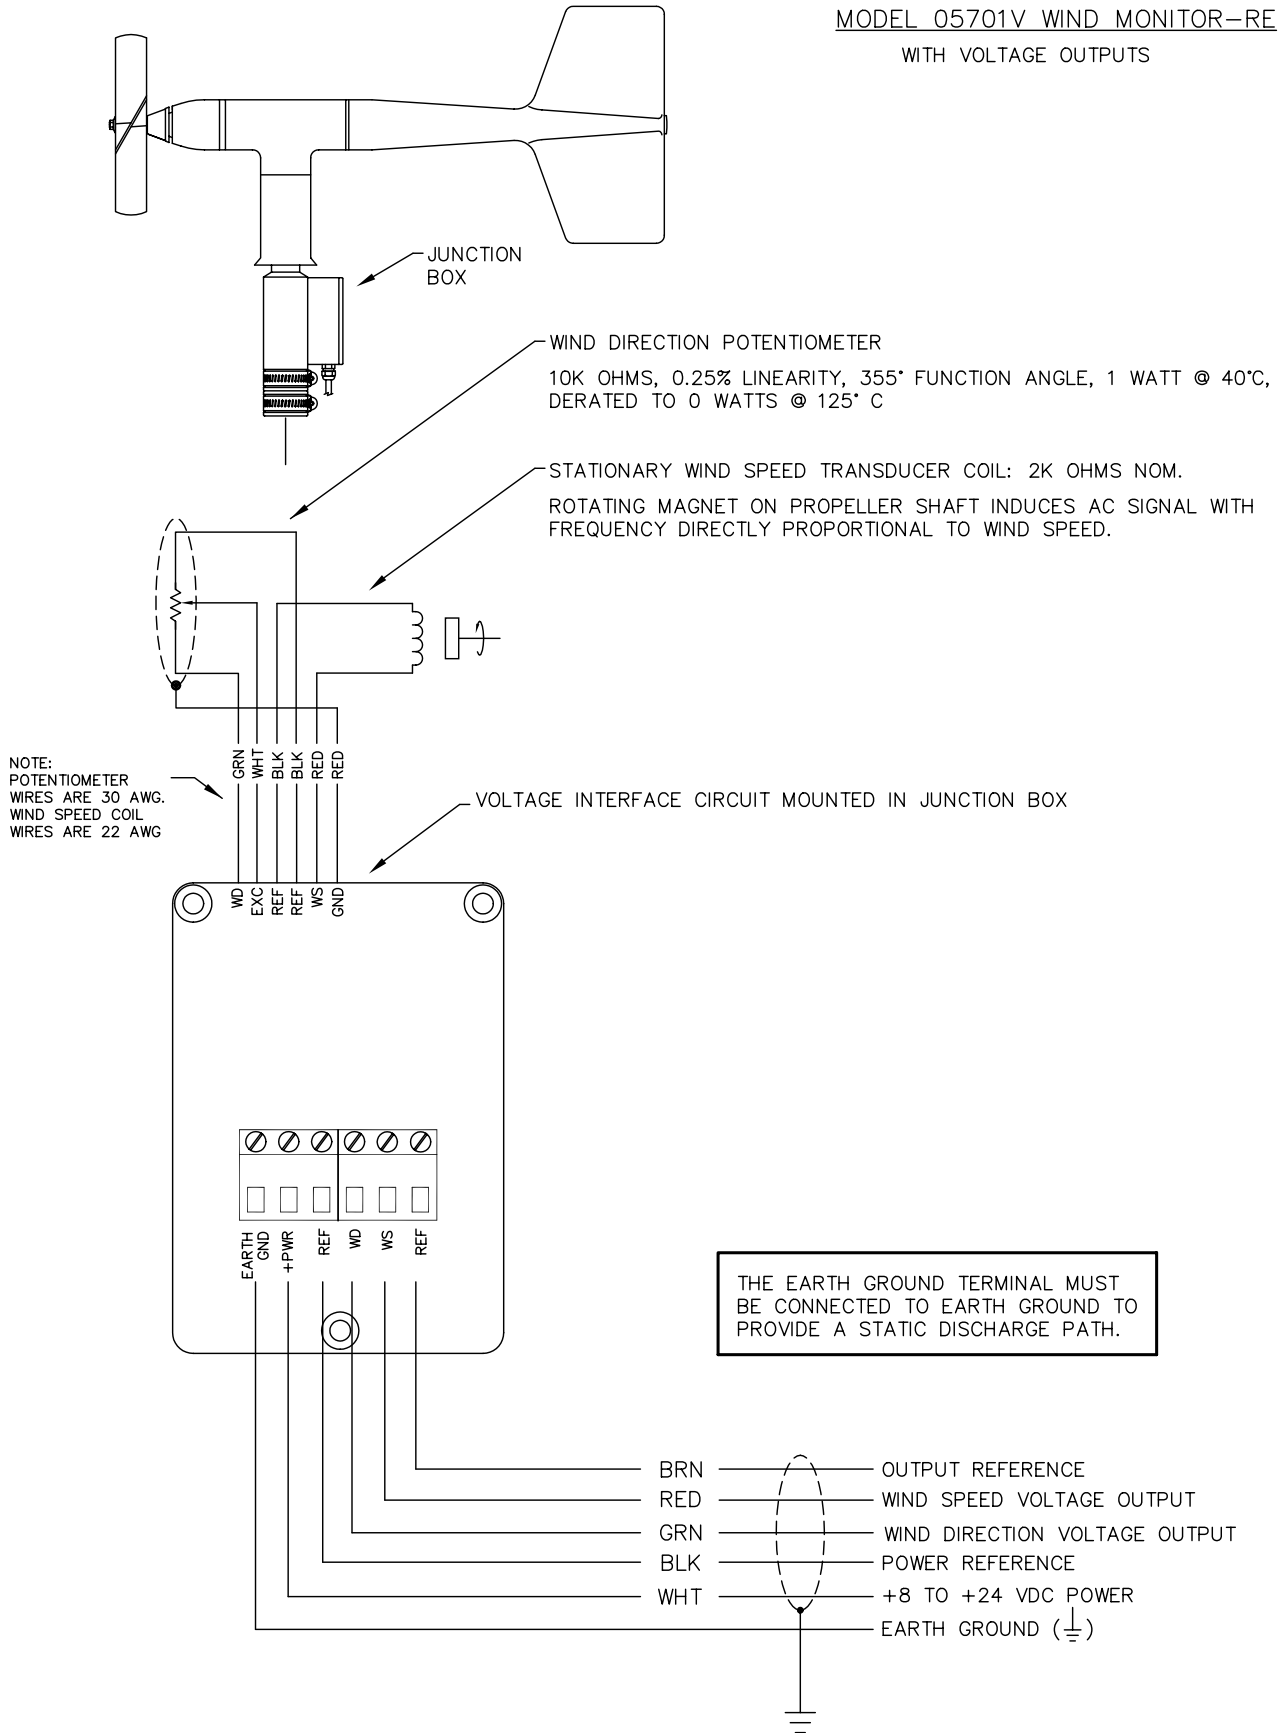 MODEL 05701V WIND MONITOR-RE
WITH VOLTAGE OUTPUTS
JUNCTION
BOX
WIND DIRECTION POTENTIOMETER
10K OHMS, 0.25% LINEARITY, 355° FUNCTION ANGLE, 1 WATT @ 40°C,
DERATED TO 0 WATTS @ 125° C
STATIONARY WIND SPEED TRANSDUCER COIL: 2K OHMS NOM.
ROTATING MAGNET ON PROPELLER SHAFT INDUCES AC SIGNAL WITH
FREQUENCY DIRECTLY PROPORTIONAL TO WIND SPEED.
GRN
WHT
BLK
BLK
RED
RED
NOTE:
POTENTIOMETER
WIRES ARE 30 AWG.
WIND SPEED COIL
WIRES ARE 22 AWG
VOLTAGE INTERFACE CIRCUIT MOUNTED IN JUNCTION BOX
WD
EXC
REF
REF
WS
GND
EARTH
GND
+PWR
REF
WD
WS
REF
THE EARTH GROUND TERMINAL MUST
BE CONNECTED TO EARTH GROUND TO
PROVIDE A STATIC DISCHARGE PATH.
BRN OUTPUT REFERENCE
RED WIND SPEED VOLTAGE OUTPUT
GRN WIND DIRECTION VOLTAGE OUTPUT
BLK POWER REFERENCE
WHT +8 TO +24 VDC POWER
EARTH GROUND (⏚)